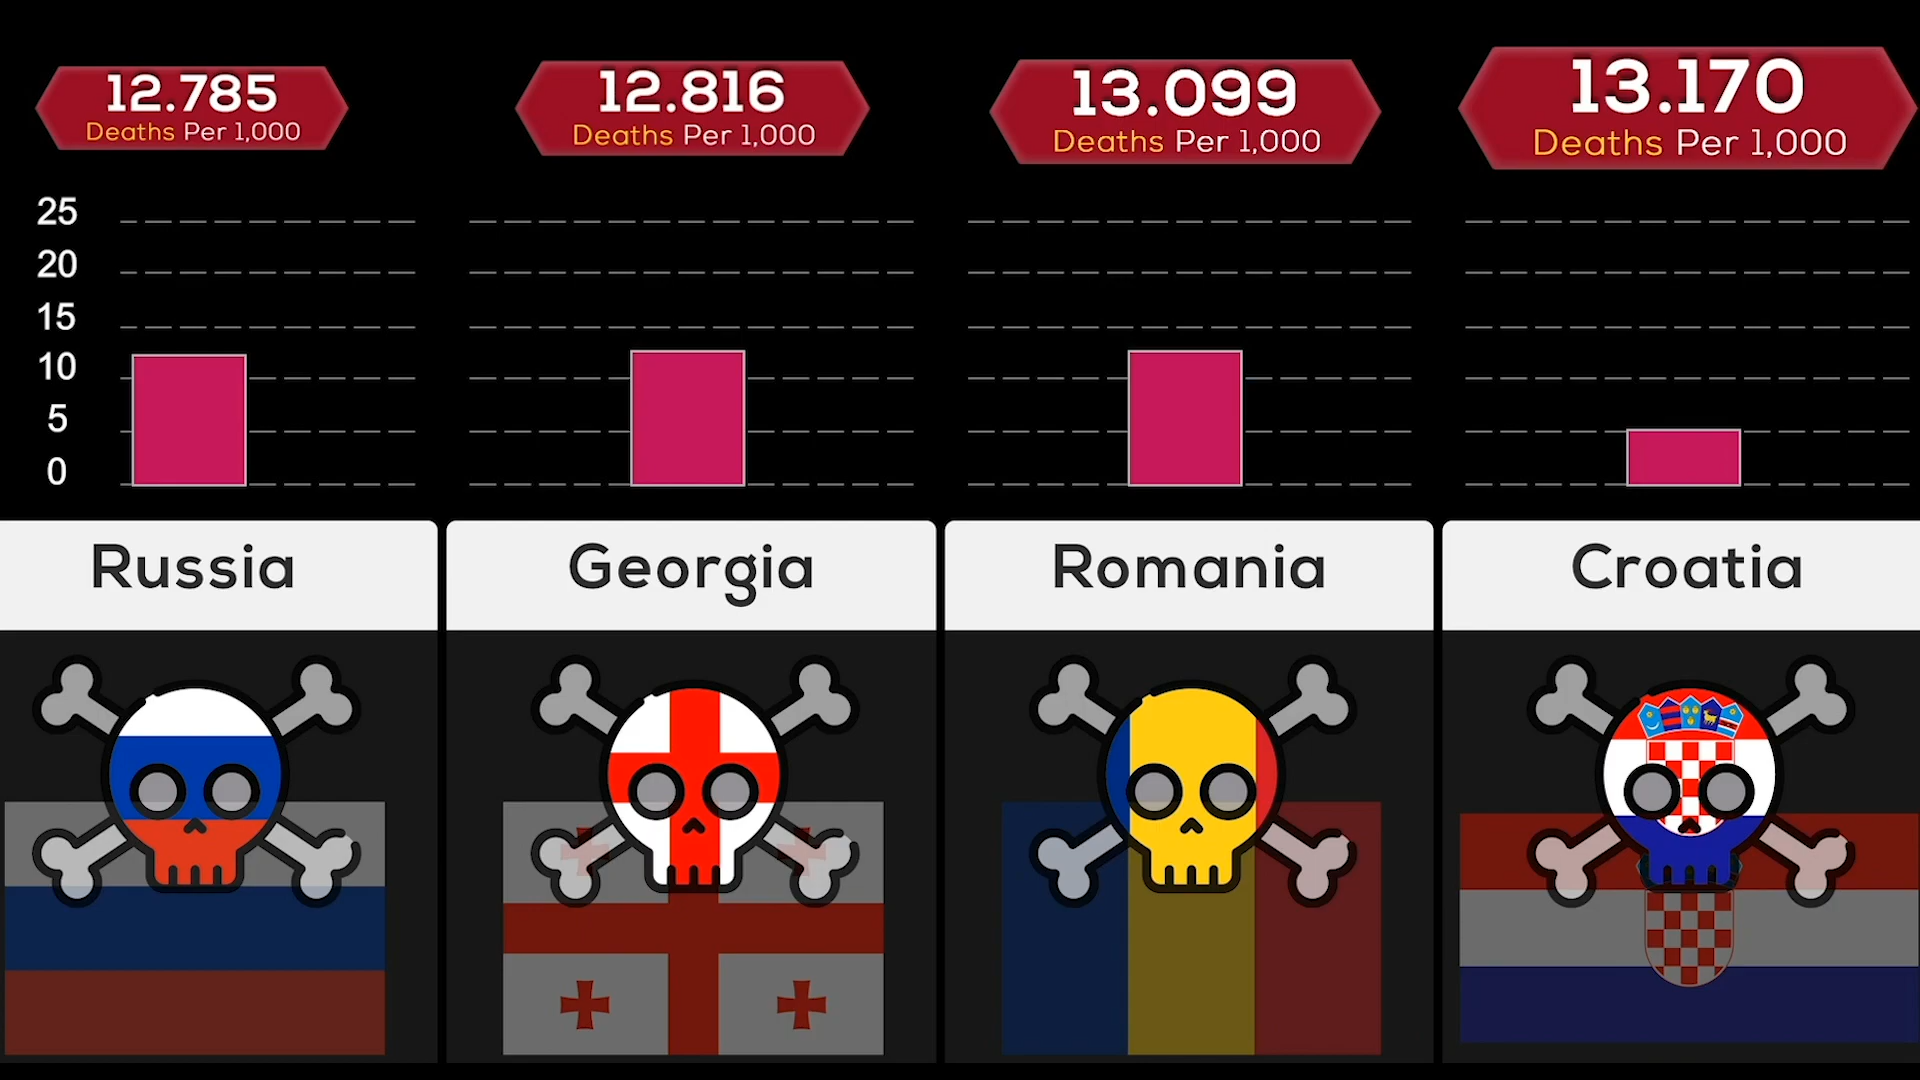 12.785
Deaths Per 1,000
12.816
Deaths Per 1,000
13.099
Deaths Per 1,000
13.170
Deaths Per 1,000
25
20
15
10
5
0
Russia
Georgia
Romania
Croatia